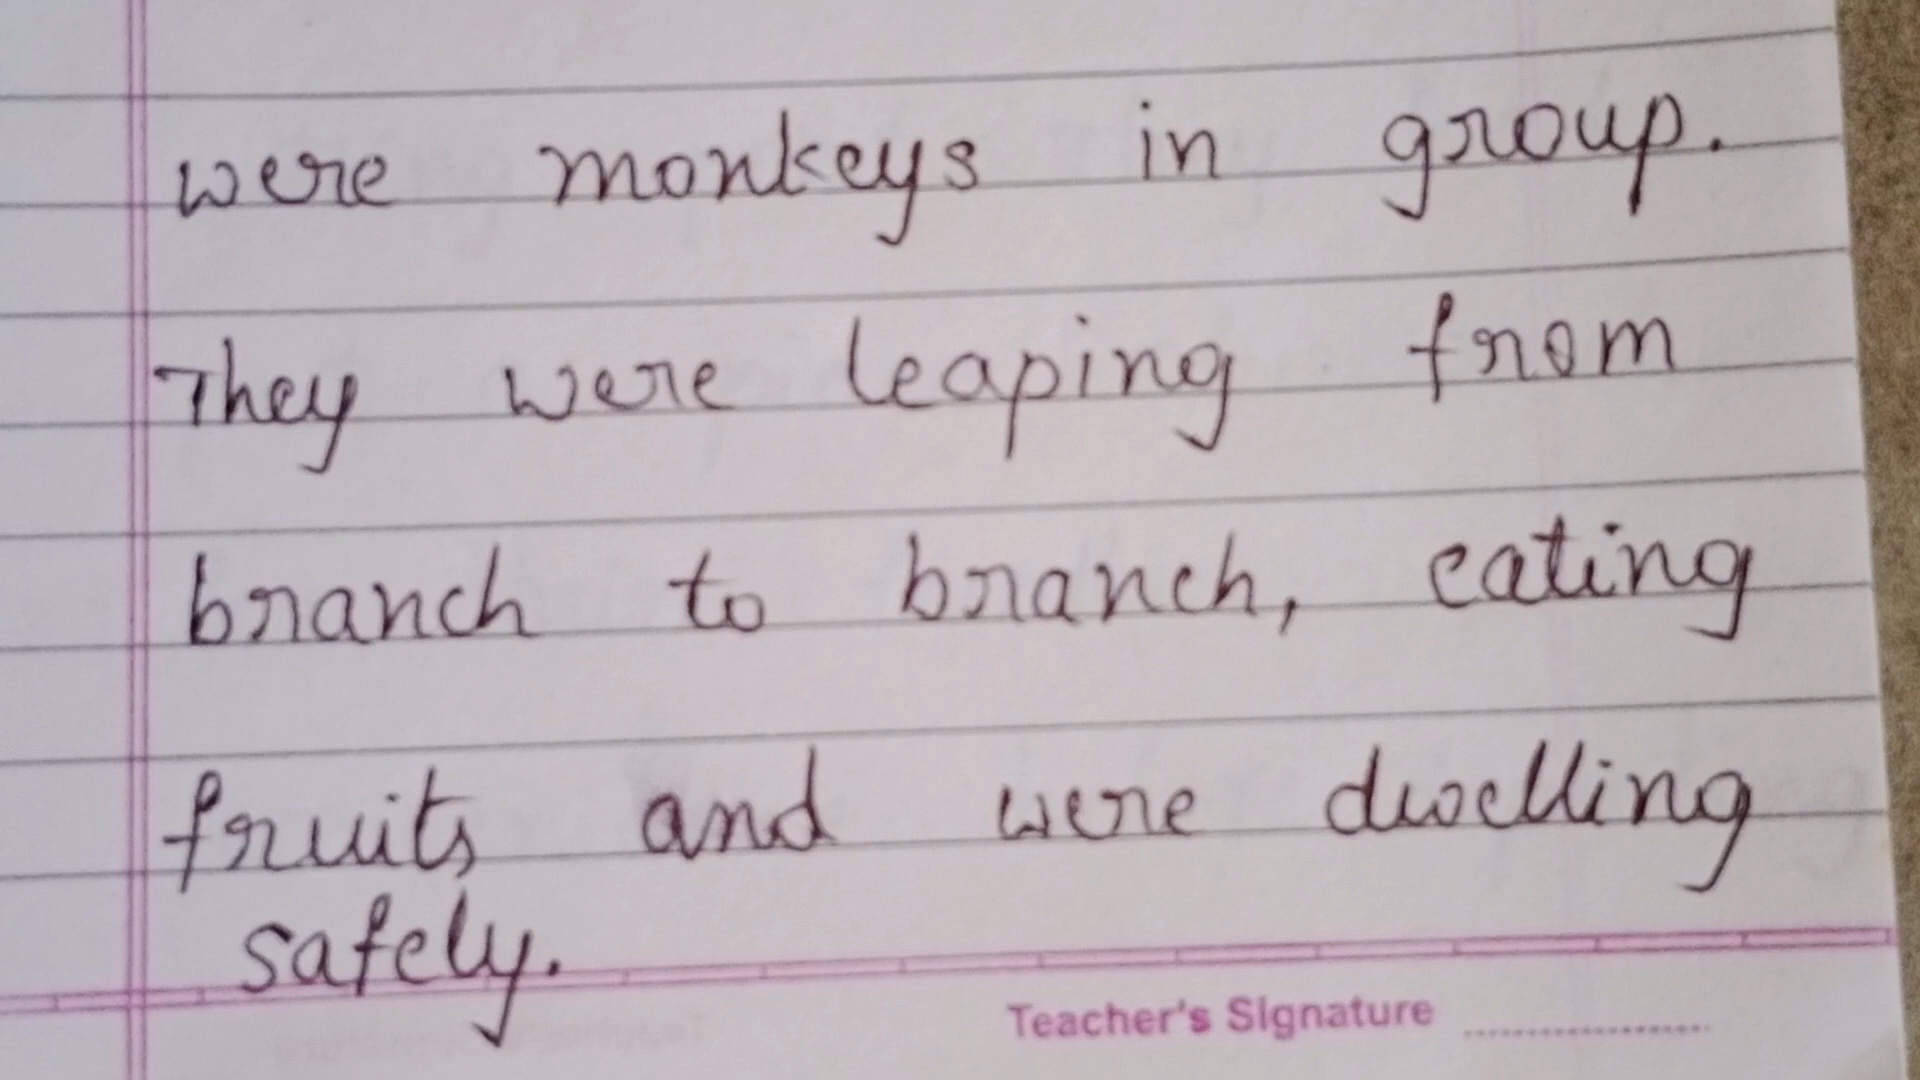 were monkeys in group.
They were leaping from
branch to branch, eating
fruits and were dwelling
safely.
Teacher's Signature ....................